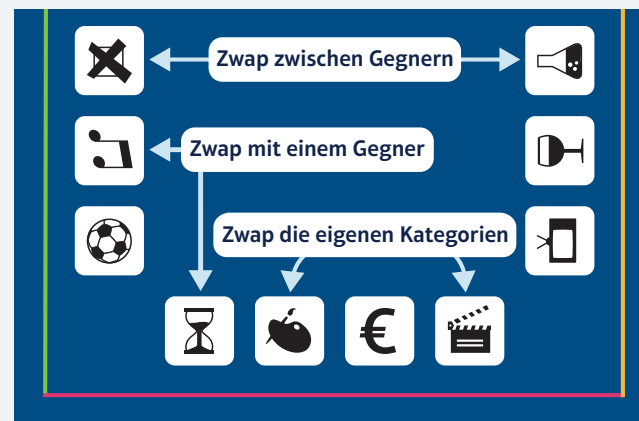 Zwap zwischen Gegnern
Zwap mit einem Gegner
Zwap die eigenen Kategorien
€